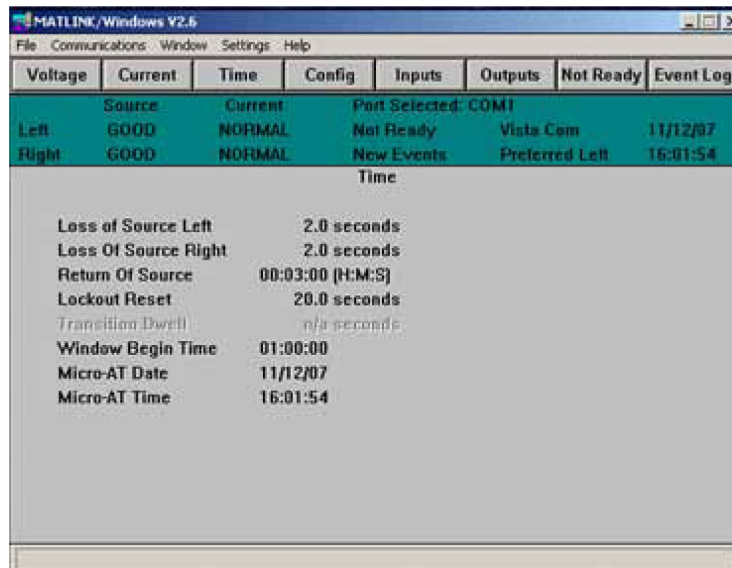 MATLINK/Windows V2.6
File Communications Window Settings Help
Voltage Current Time Config Inputs Outputs Not Ready Event Log
Source Current Port Selected: COM1
Left GOOD NORMAL Not Ready Vista Com 11/12/07
Right GOOD NORMAL New Events Preferred Left 16:01:54
Time
Loss of Source Left 2.0 seconds
Loss Of Source Right 2.0 seconds
Return Of Source 00:03:00 (H:M:S)
Lockout Reset 20.0 seconds
Transition Dwell n/a seconds
Window Begin Time 01:00:00
Micro-AT Date 11/12/07
Micro-AT Time 16:01:54